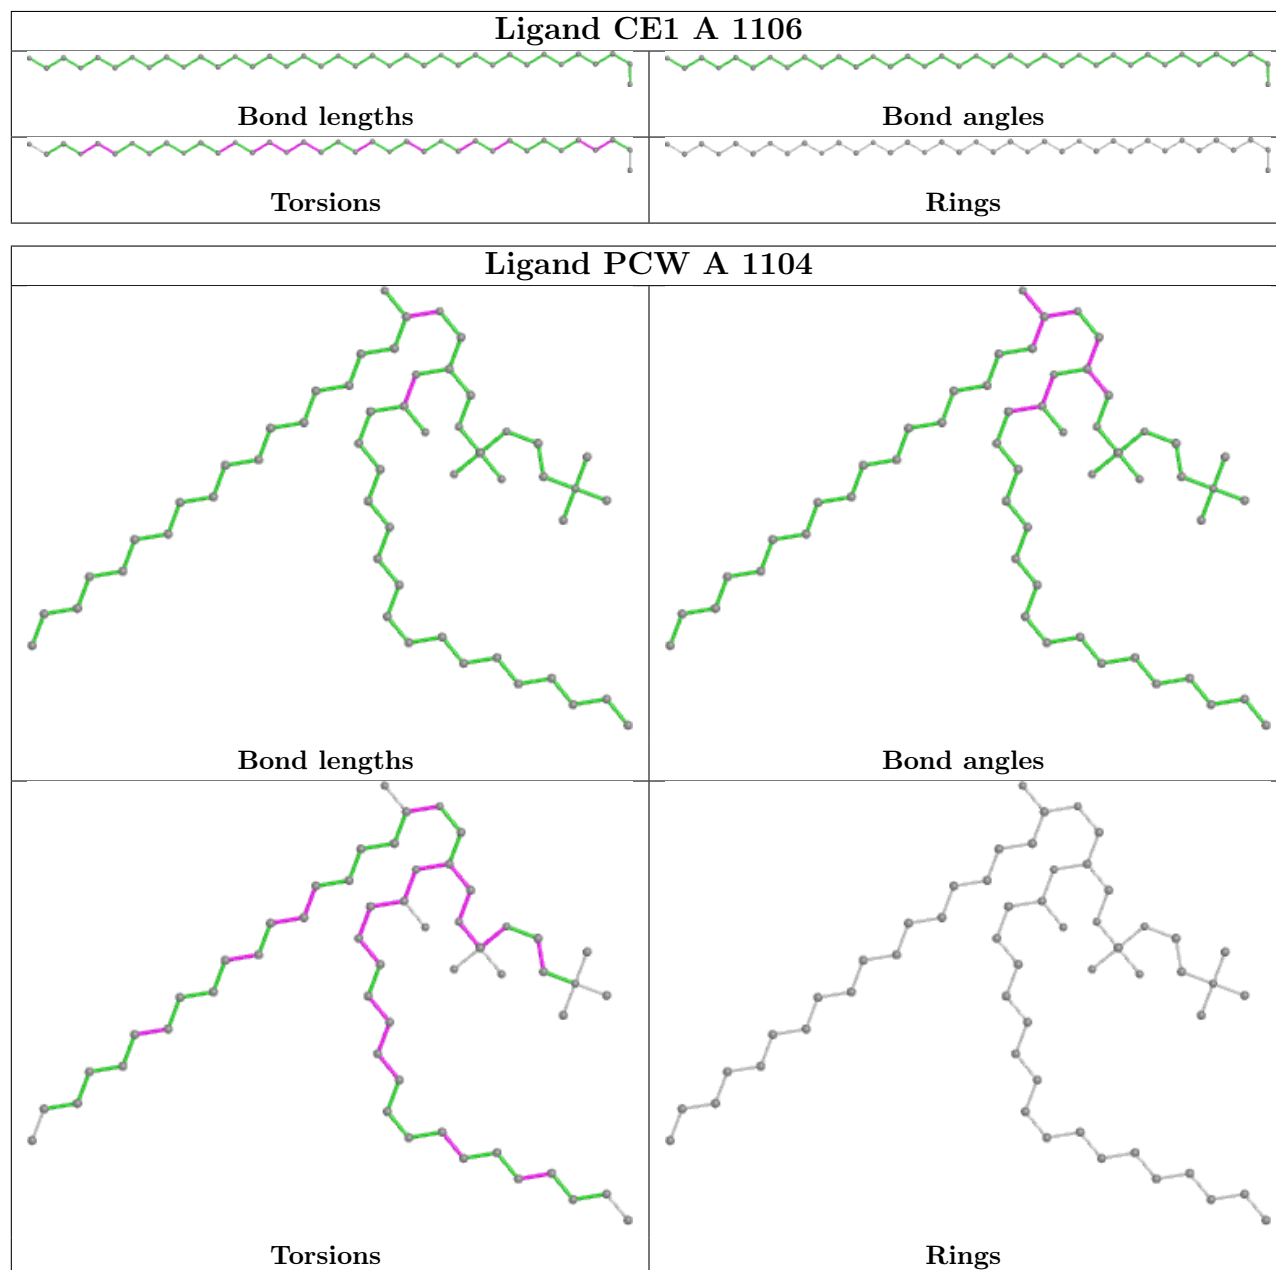 Ligand CE1 A 1106
Bond lengths
Bond angles
Torsions
Rings
Ligand PCW A 1104
Bond lengths
Bond angles
Torsions
Rings